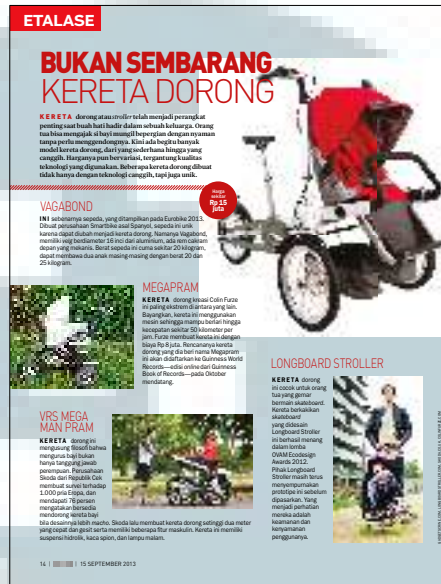 ETALASE
BUKAN SEMBARANG
KERETA DORONG
KERETA dorong atau stroller telah menjadi perangkat
penting saat buah hati hadir dalam sebuah keluarga. Orang
tua bisa mengajak si bayi mungil bepergian dengan nyaman
tanpa perlu menggendongnya. Kini ada begitu banyak
model kereta dorong, dari yang sederhana hingga yang
canggih. Harganya pun bervariasi, tergantung kualitas
teknologi yang digunakan. Beberapa kereta dorong dibuat
tidak hanya dengan teknologi canggih, tapi juga unik.
Harga
sekitar
Rp 15
juta
VAGABOND
INI sebenarnya sepeda, yang ditampilkan pada Eurobike 2013.
Dibuat perusahaan Smartbike asal Spanyol, sepeda ini unik
karena dapat diubah menjadi kereta dorong. Namanya Vagabond,
memiliki veg berdiameter 16 inci dari aluminium, ada rem cakram
depan yang mekanis. Berat sepeda ini cuma sekitar 20 kilogram,
dapat membawa dua anak masing-masing dengan berat 20 dan
25 kilogram.
MEGAPRAM
KERETA dorong kreasi Colin Furze
ini paling ekstrem di antara yang lain.
Bayangkan, kereta ini menggunakan
mesin sehingga mampu berlari hingga
kecepatan sekitar 50 kilometer per
jam. Furze membuat kereta ini dengan
biaya Rp 8 juta. Rencananya kereta
dorong yang dia beri nama Megapram
ini akan didaftarkan ke Guinness World
Records—edisi online dari Guinness
Book of Records—pada Oktober
mendatang.
VRS MEGA
MAN PRAM
KERETA dorong ini
mengusung filosofi bahwa
mengurus bayi bukan
hanya tanggung jawab
perempuan. Perusahaan
Skoda dari Republik Cek
membuat survei terhadap
1.000 pria Eropa, dan
mendapati 76 persen
mengatakan bersedia
mendorong kereta bayi
bila desainnya lebih macho. Skoda lalu membuat kereta dorong setinggi dua meter
yang cepat dan gesit serta memiliki beberapa fitur maskulin. Kereta ini memiliki
suspensi hidrolik, kaca spion, dan lampu malam.
LONGBOARD STROLLER
KERETA dorong
ini cocok untuk orang
tua yang gemar
bermain skateboard.
Kereta berkakikan
skateboard
yang didesain
Longboard Stroller
ini berhasil menang
dalam lomba
OVAM Ecodesign
Awards 2012.
Pihak Longboard
Stroller masih terus
menyempurnakan
prototipe ini sebelum
dipasarkan. Yang
menjadi perhatian
mereka adalah
keamanan dan
kenyamanan
penggunanya.
14 | | 15 SEPTEMBER 2013